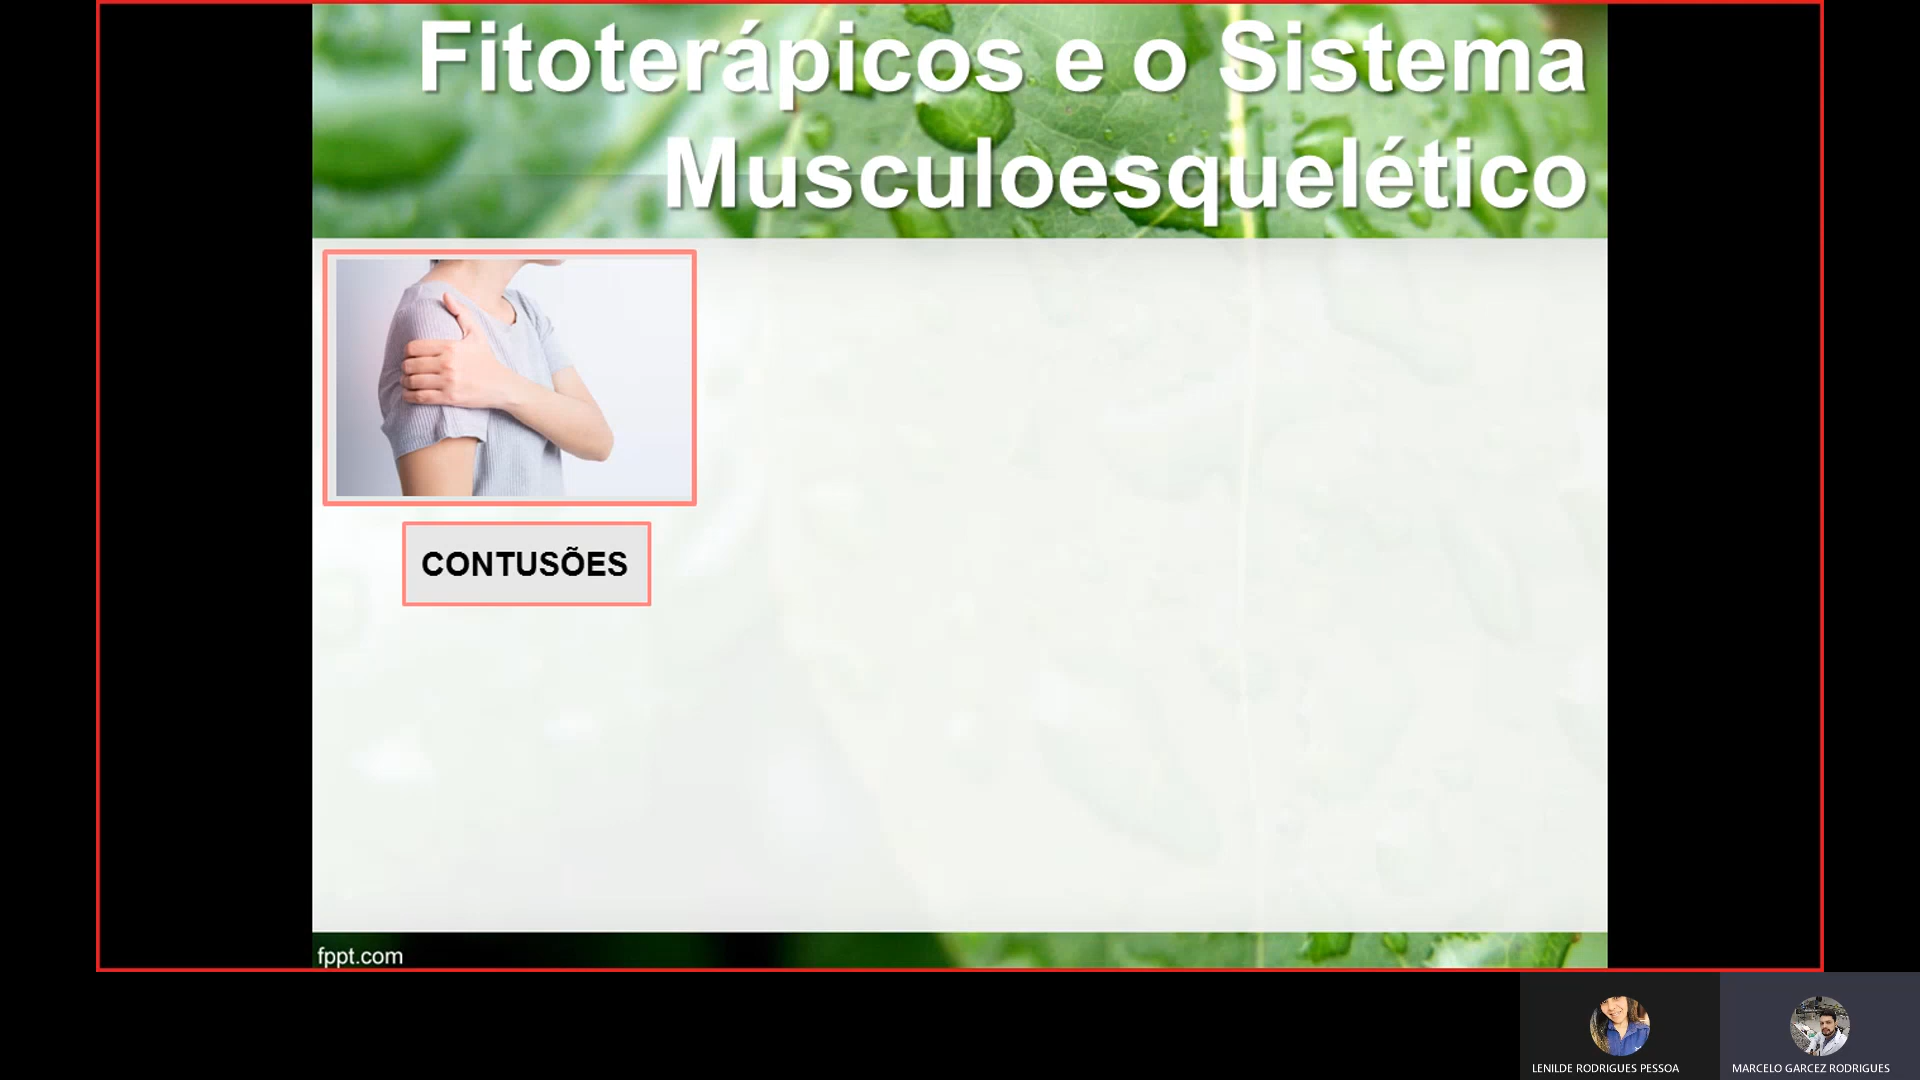 Fitoterápicos e o Sistema
Musculoesquelético
CONTUSÕES
fppt.com
LENILDE RODRIGUES PESSOA
MARCELO GARCEZ RODRIGUES